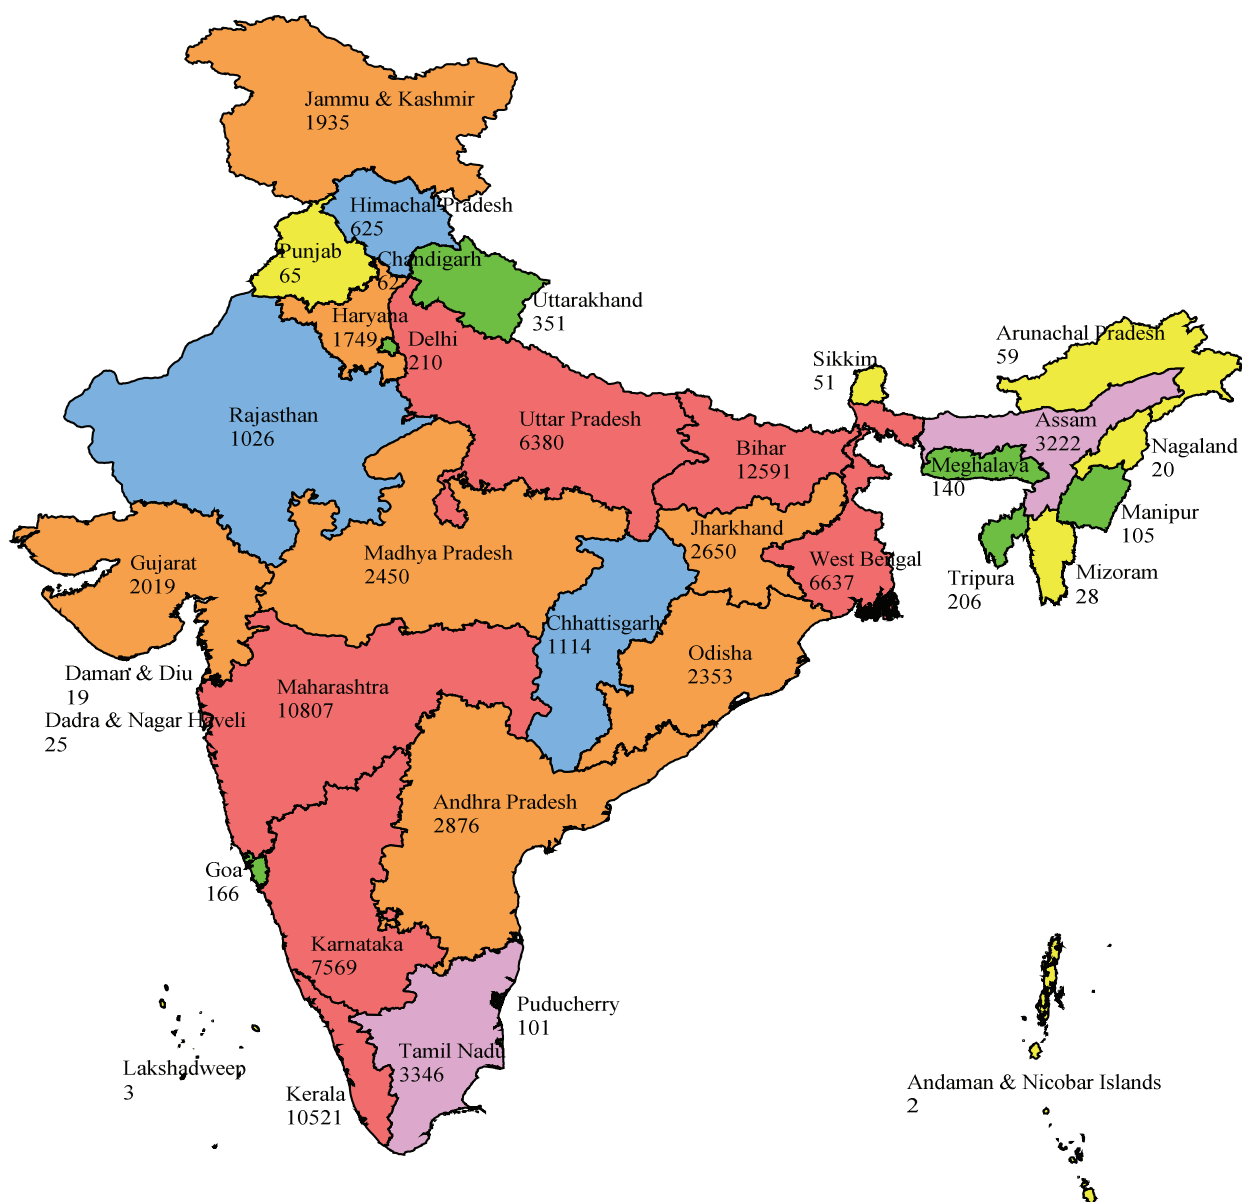 Jammu & Kashmir
1935
Himachal Pradesh
625
Punjab
65
Chandigarh
62
Uttarakhand
351
Haryana
1749
Delhi
210
Arunachal Pradesh
59
Sikkim
51
Rajasthan
1026
Uttar Pradesh
6380
Bihar
12591
Assam
3222
Nagaland
20
Meghalaya
140
Manipur
105
Jharkhand
2650
Gujarat
2019
Madhya Pradesh
2450
West Bengal
6637
Tripura
206
Mizoram
28
Chhattisgarh
1114
Odisha
2353
Daman & Diu
19
Maharashtra
10807
Dadra & Nagar Haveli
25
Andhra Pradesh
2876
Goa
166
Karnataka
7569
Puducherry
101
Tamil Nadu
3346
Lakshadweep
3
Kerala
10521
Andaman & Nicobar Islands
2